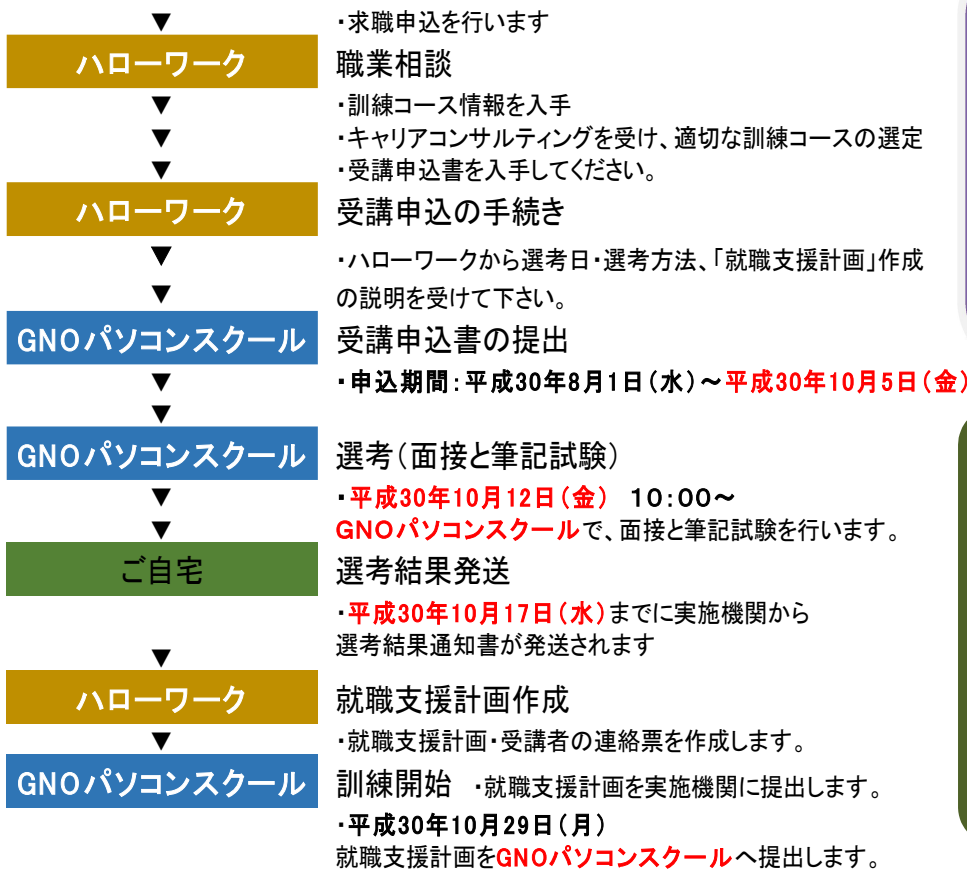 ▼ ・求職申込を行います
ハローワーク 職業相談
▼ ・訓練コース情報を入手
▼ ・キャリアコンサルティングを受け、適切な訓練コースの選定
▼ ・受講申込書を入手してください。
ハローワーク 受講申込の手続き
▼ ・ハローワークから選考日・選考方法、「就職支援計画」作成
▼ の説明を受けて下さい。
GNOパソコンスクール 受講申込書の提出
▼ ・申込期間:平成30年8月1日(水)~平成30年10月5日(金)
▼
GNOパソコンスクール 選考(面接と筆記試験)
▼ ・平成30年10月12日(金) 10:00~
▼ GNOパソコンスクールで、面接と筆記試験を行います。
ご自宅 選考結果発送
・平成30年10月17日(水)までに実施機関から
▼ 選考結果通知書が発送されます
ハローワーク 就職支援計画作成
▼ ・就職支援計画・受講者の連絡票を作成します。
GNOパソコンスクール 訓練開始 ・就職支援計画を実施機関に提出します。
・平成30年10月29日(月)
就職支援計画をGNOパソコンスクールへ提出します。